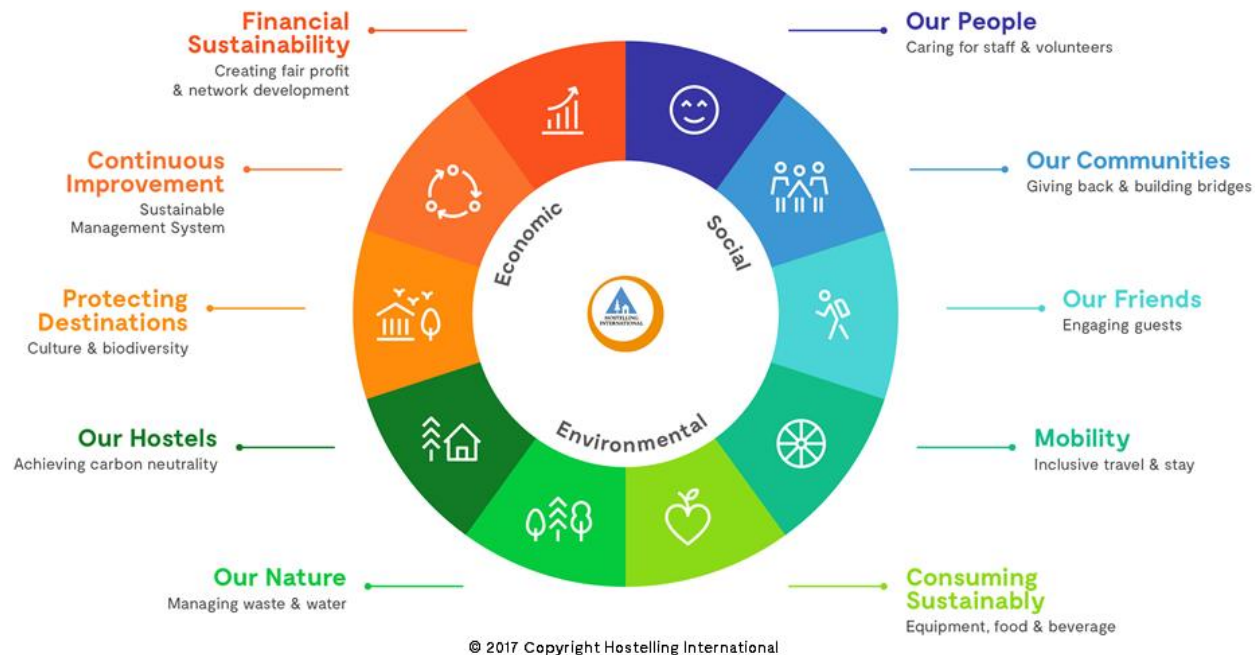 Financial
Sustainability
Creating fair profit
& network development
Our People
Caring for staff & volunteers
Continuous
Improvement
Sustainable
Management System
Our Communities
Giving back & building bridges
Economic
Social
Protecting
Destinations
Culture & biodiversity
HOSTELLING
INTERNATIONAL
Our Friends
Engaging guests
Environmental
Our Hostels
Achieving carbon neutrality
Mobility
Inclusive travel & stay
Our Nature
Managing waste & water
Consuming
Sustainably
Equipment, food & beverage
© 2017 Copyright Hostelling International